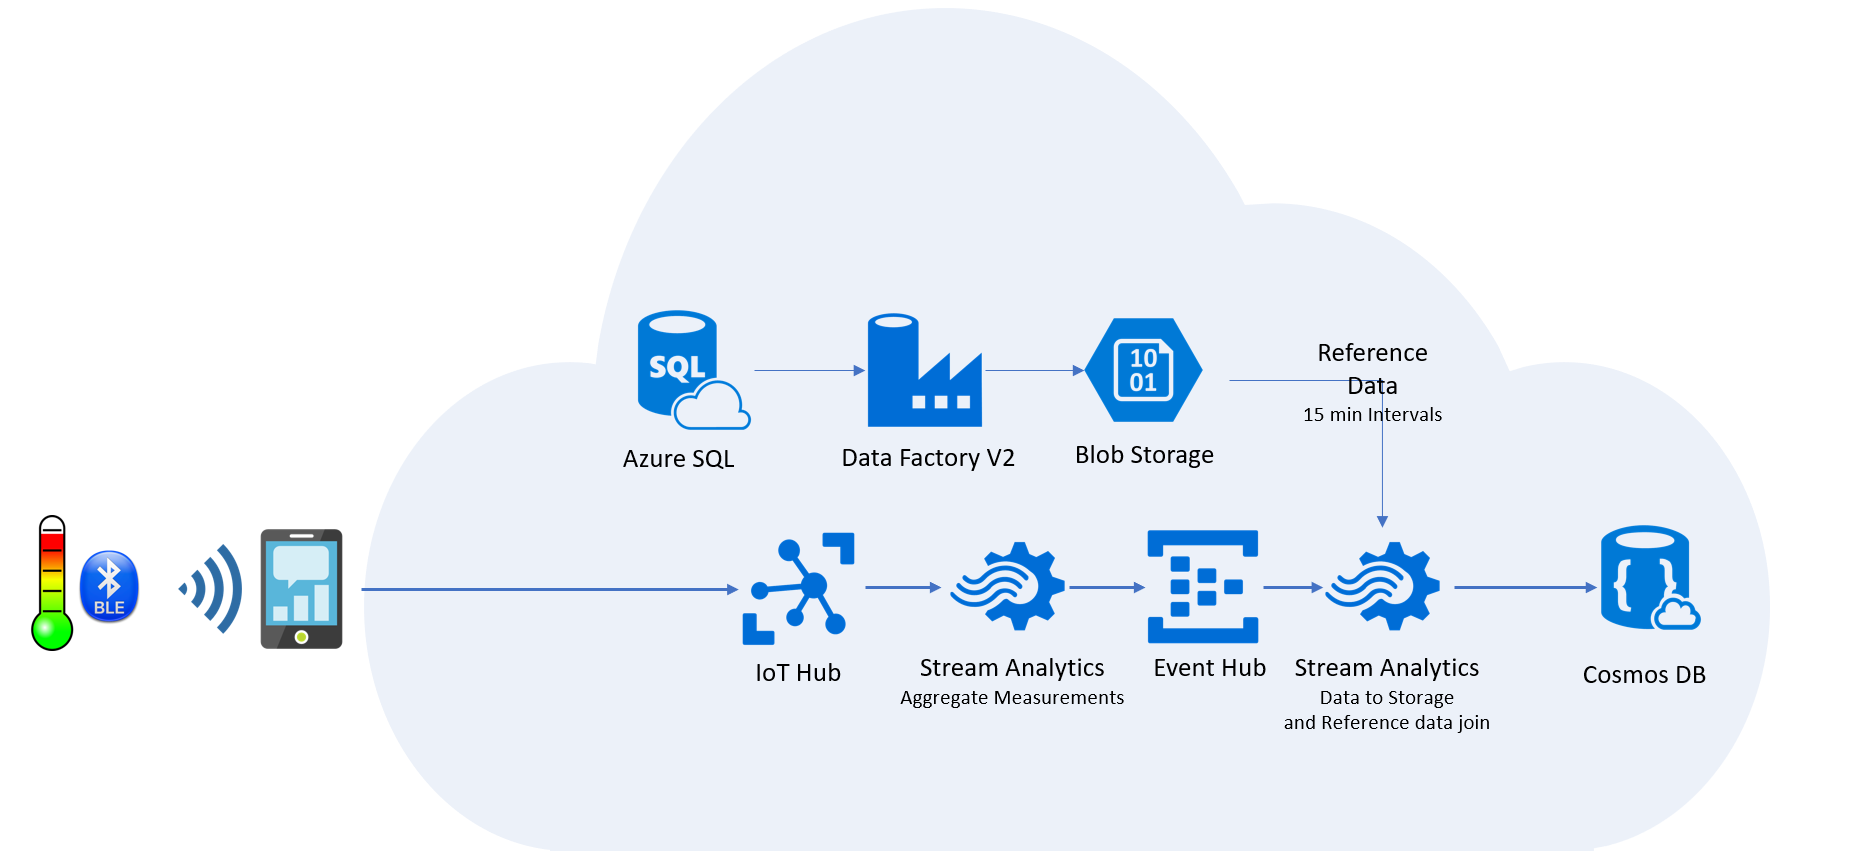 SQL
10
01
Reference
Data
15 min Intervals
Azure SQL
Data Factory V2
Blob Storage
BLE
{ }
IoT Hub
Stream Analytics
Aggregate Measurements
Event Hub
Stream Analytics
Data to Storage
and Reference data join
Cosmos DB